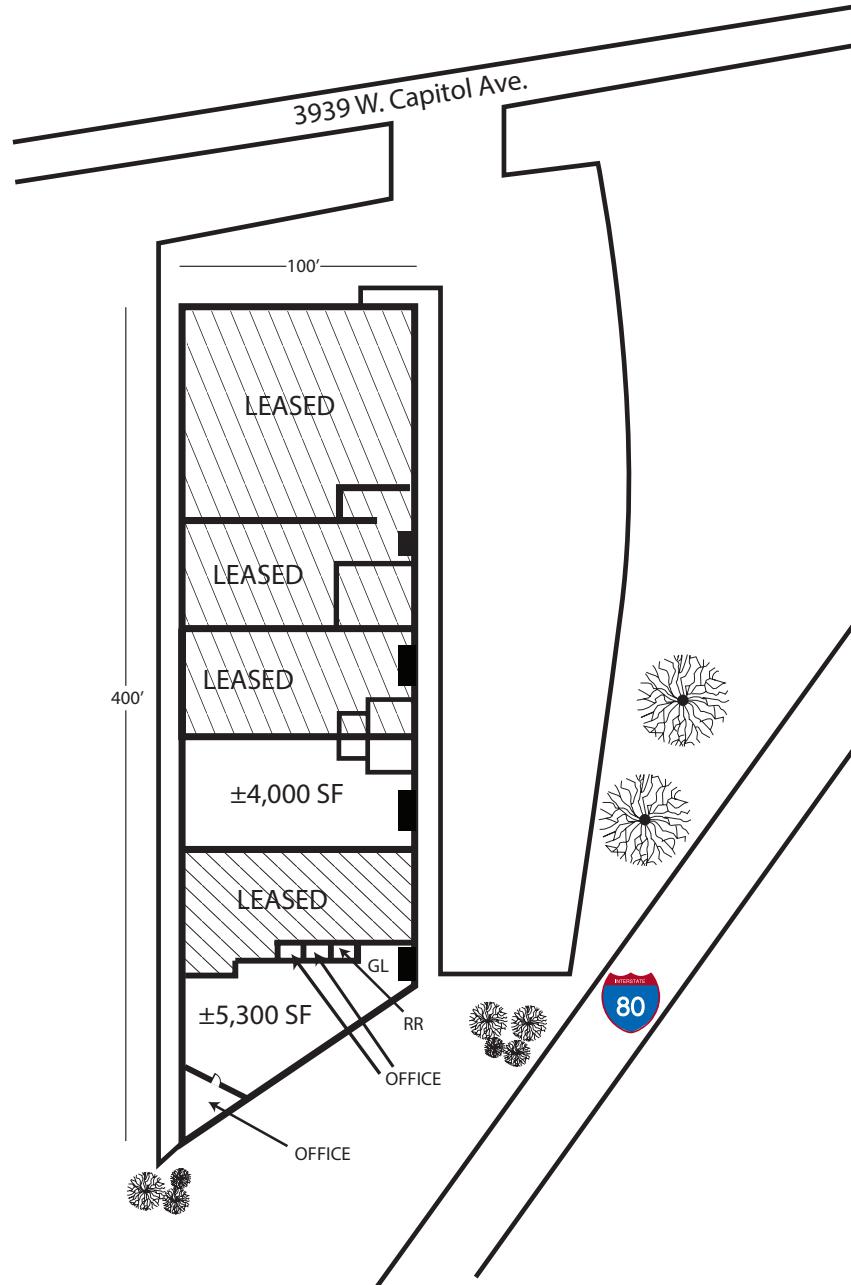 3939 W. Capitol Ave.
100’
LEASED
LEASED
LEASED
400’
±4,000 SF
LEASED
GL
±5,300 SF
RR
OFFICE
OFFICE
INTERSTATE
80